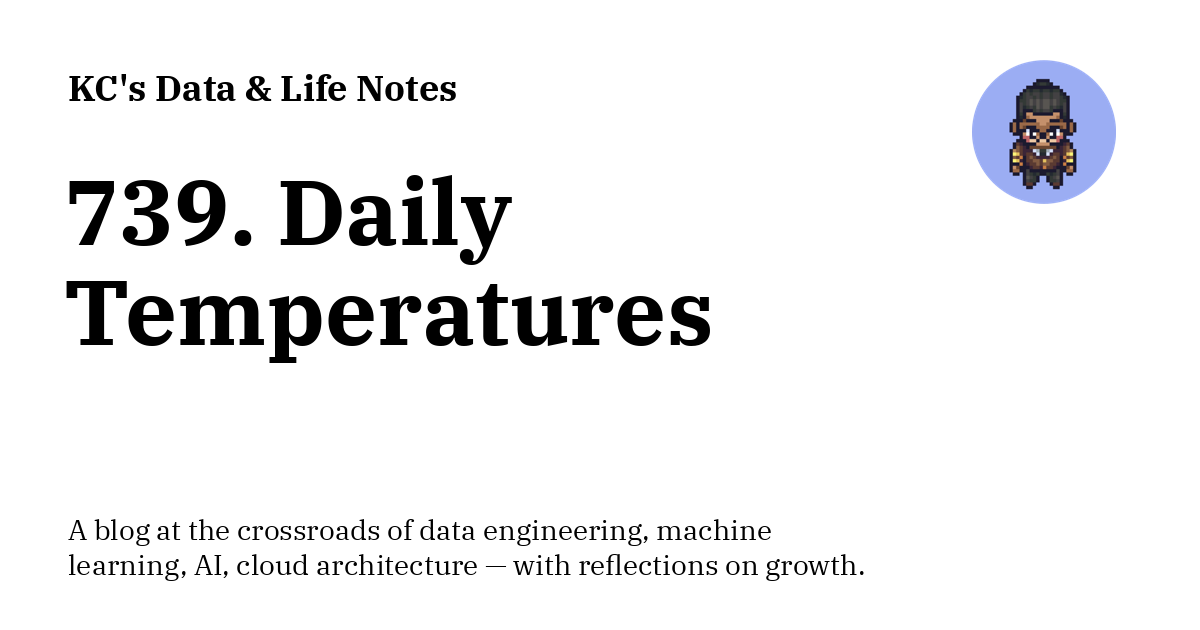 KC's Data & Life Notes
739. Daily
Temperatures
A blog at the crossroads of data engineering, machine
learning, AI, cloud architecture — with reflections on growth.